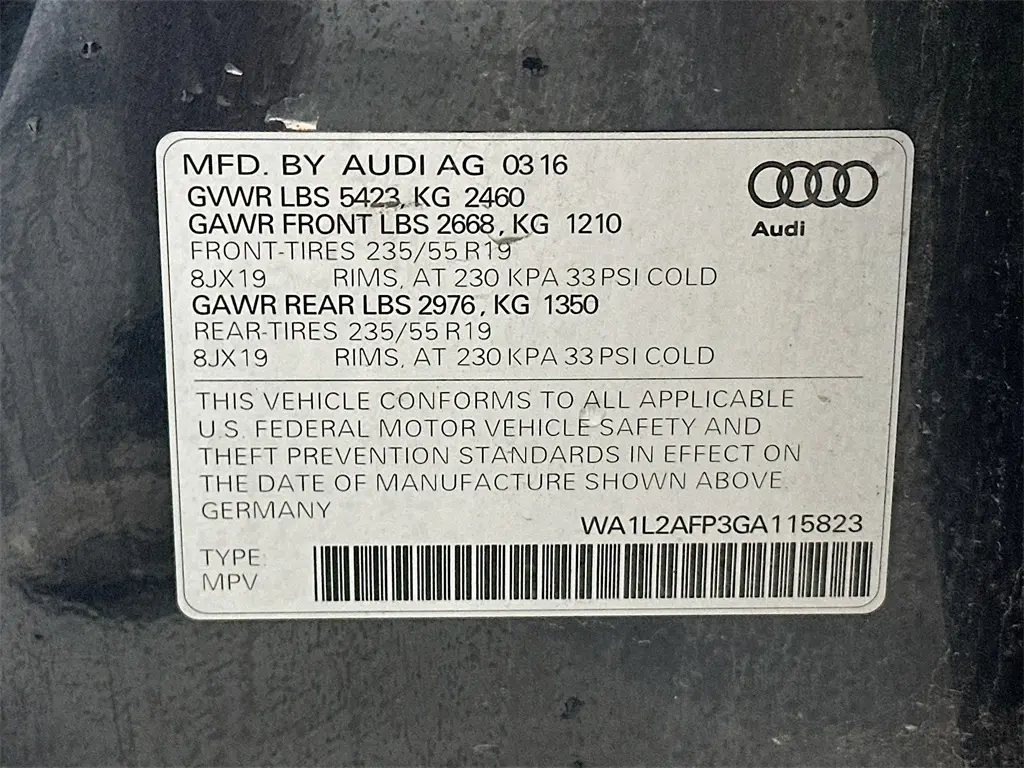 MFD. BY AUDI AG 03 16
GVWR LBS 5423, KG 2460
GAWR FRONT LBS 2668, KG 1210
FRONT-TIRES 235/55 R19
8JX19 RIMS, AT 230 KPA 33 PSI COLD
GAWR REAR LBS 2976, KG 1350
REAR-TIRES 235/55 R19
8JX19 RIMS, AT 230 KPA 33 PSI COLD
Audi
THIS VEHICLE CONFORMS TO ALL APPLICABLE
U.S. FEDERAL MOTOR VEHICLE SAFETY AND
THEFT PREVENTION STANDARDS IN EFFECT ON
THE DATE OF MANUFACTURE SHOWN ABOVE.
GERMANY
WA1L2AFP3GA115823
TYPE:
MPV